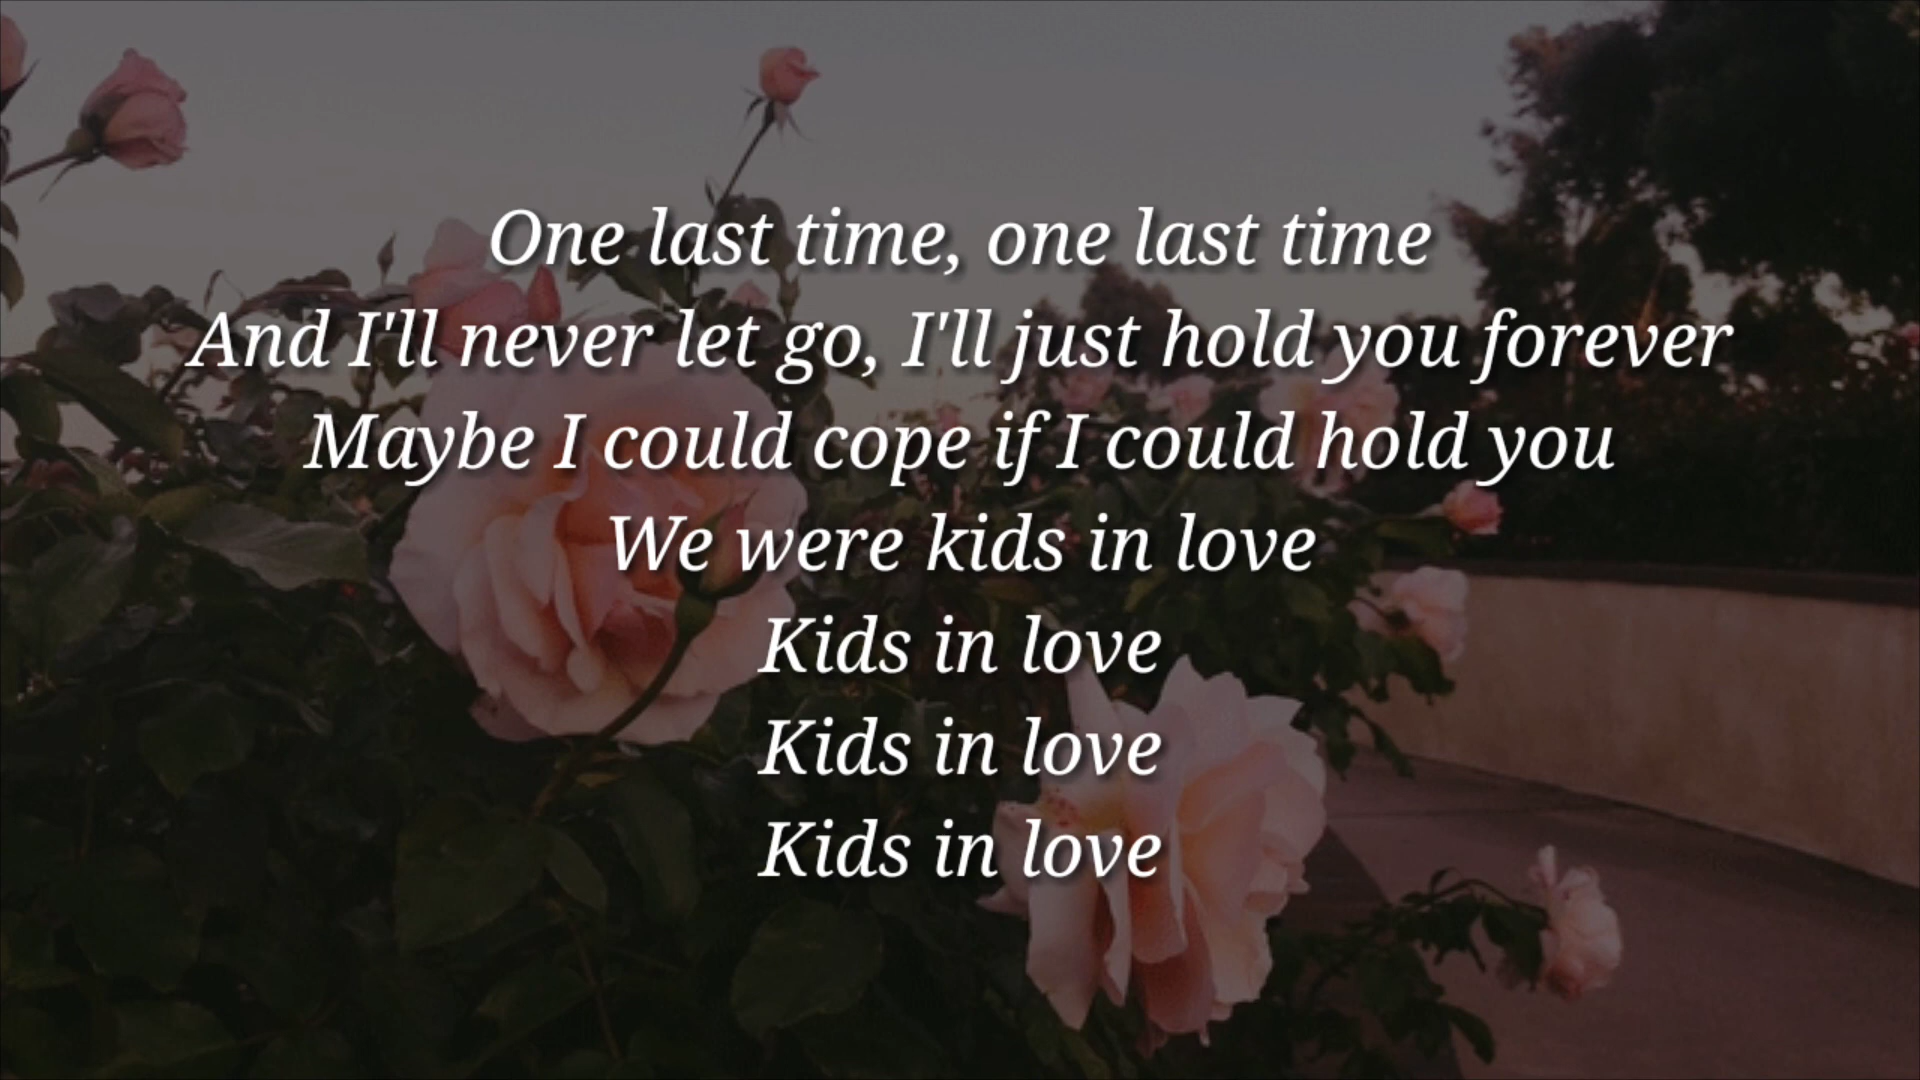 One last time, one last time
And I'll never let go, I'll just hold you forever
Maybe I could cope if I could hold you
We were kids in love
Kids in love
Kids in love
Kids in love